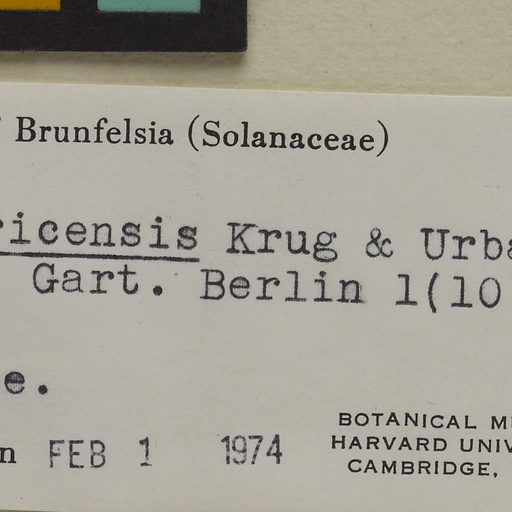 Brunfelsia (Solanaceae)
ricensis Krug & Urba
Gart. Berlin 1(10
e.
n FEB 1 1974
BOTANICAL M
HARVARD UNIV
CAMBRIDGE,